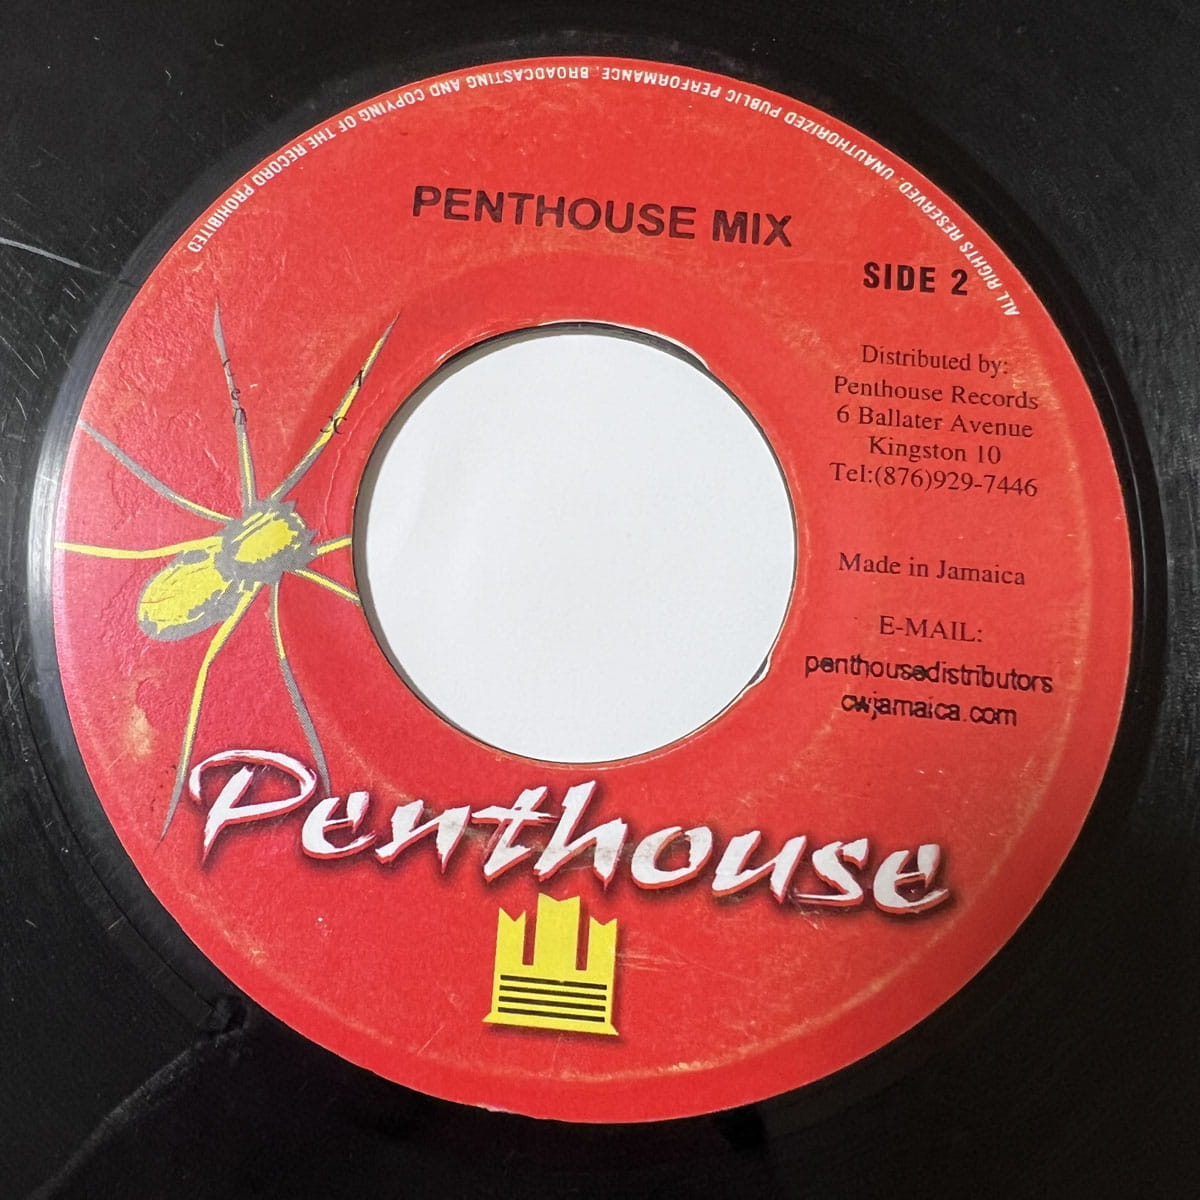 ALL RIGHTS RESERVED. UNAUTHORIZED PUBLIC PERFORMANCE, BROADCASTING AND COPYING OF THE RECORD PROHIBITED
PENTHOUSE MIX
SIDE 2
Distributed by:
Penthouse Records
6 Ballater Avenue
Kingston 10
Tel:(876)929-7446
Made in Jamaica
E-MAIL:
penthousedistributors
cwjamaica.com
Penthouse